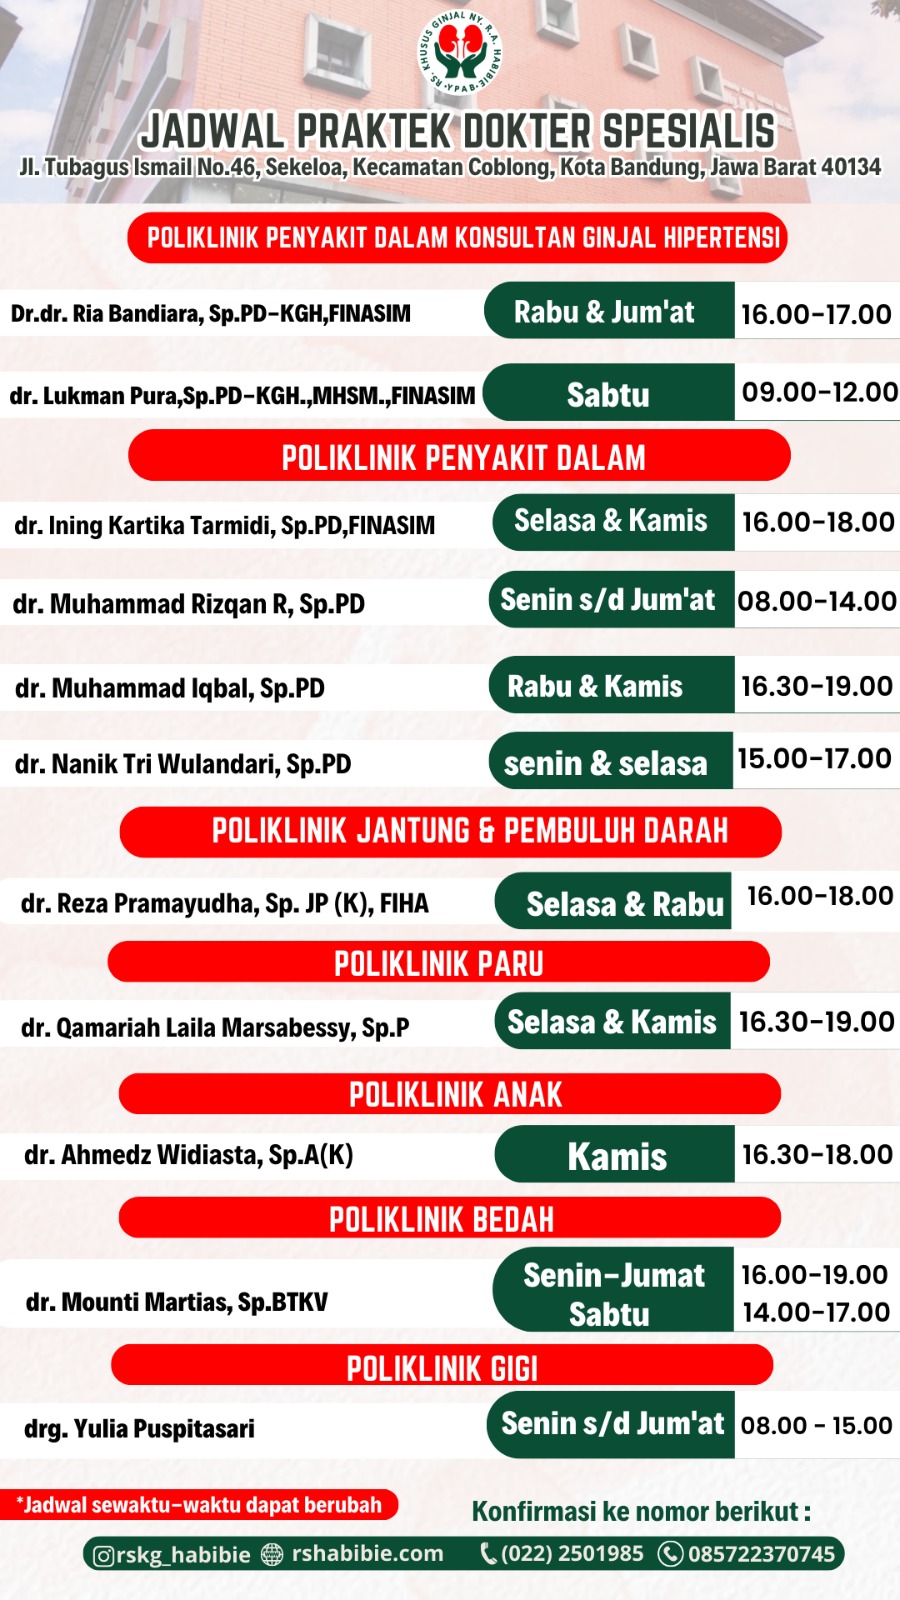 RS. KHUSUS GINJAL NY. R.A. HABIBIE
YPAB
JADWAL PRAKTEK DOKTER SPESIALIS
Jl. Tubagus Ismail No.46, Sekeloa, Kecamatan Coblong, Kota Bandung, Jawa Barat 40134
POLIKLINIK PENYAKIT DALAM KONSULTAN GINJAL HIPERTENSI
Dr.dr. Ria Bandiara, Sp.PD-KGH,FINASIM Rabu & Jum'at 16.00-17.00
dr. Lukman Pura,Sp.PD-KGH.,MHSM.,FINASIM Sabtu 09.00-12.00
POLIKLINIK PENYAKIT DALAM
dr. Ining Kartika Tarmidi, Sp.PD,FINASIM Selasa & Kamis 16.00-18.00
dr. Muhammad Rizqan R, Sp.PD Senin s/d Jum'at 08.00-14.00
dr. Muhammad Iqbal, Sp.PD Rabu & Kamis 16.30-19.00
dr. Nanik Tri Wulandari, Sp.PD senin & selasa 15.00-17.00
POLIKLINIK JANTUNG & PEMBULUH DARAH
dr. Reza Pramayudha, Sp. JP (K), FIHA Selasa & Rabu 16.00-18.00
POLIKLINIK PARU
dr. Qamariah Laila Marsabessy, Sp.P Selasa & Kamis 16.30-19.00
POLIKLINIK ANAK
dr. Ahmedz Widiasta, Sp.A(K) Kamis 16.30-18.00
POLIKLINIK BEDAH
dr. Mounti Martias, Sp.BTKV Senin-Jumat 16.00-19.00
Sabtu 14.00-17.00
POLIKLINIK GIGI
drg. Yulia Puspitasari Senin s/d Jum'at 08.00 - 15.00
*Jadwal sewaktu-waktu dapat berubah
Konfirmasi ke nomor berikut :
rskg_habibie rshabibie.com (022) 2501985 085722370745